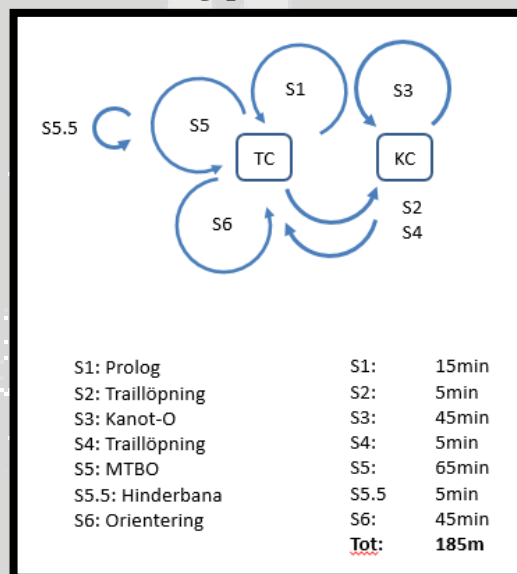 S1
S3
S5.5
S5
TC
KC
S2
S6
S4
S1: Prolog S1: 15min
S2: Traillöpning S2: 5min
S3: Kanot-O S3: 45min
S4: Traillöpning S4: 5min
S5: MTBO S5: 65min
S5.5: Hinderbana S5.5 5min
S6: Orientering S6: 45min
Tot: 185m